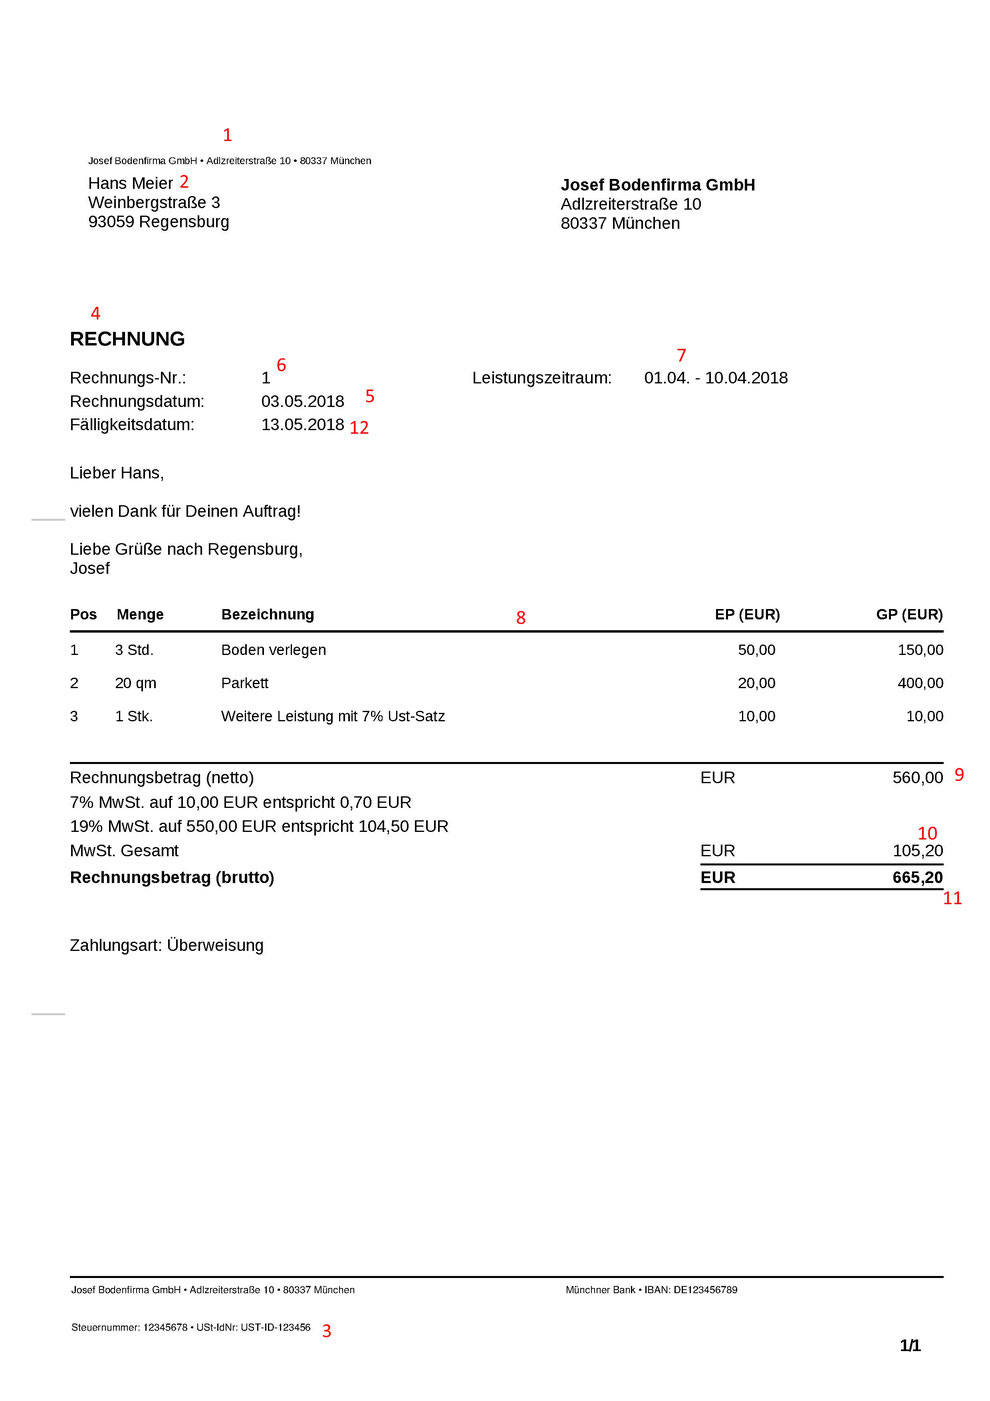 1
Josef Bodenfirma GmbH • Adlzreiterstraße 10 • 80337 München
Hans Meier 2
Weinbergstraße 3
93059 Regensburg
Josef Bodenfirma GmbH
Adlzreiterstraße 10
80337 München
4
RECHNUNG
Rechnungs-Nr.: 1 6
Leistungszeitraum: 01.04. - 10.04.2018 7
Rechnungsdatum: 03.05.2018 5
Fälligkeitsdatum: 13.05.2018 12
Lieber Hans,
vielen Dank für Deinen Auftrag!
Liebe Grüße nach Regensburg,
Josef
Pos Menge Bezeichnung 8 EP (EUR) GP (EUR)
1 3 Std. Boden verlegen 50,00 150,00
2 20 qm Parkett 20,00 400,00
3 1 Stk. Weitere Leistung mit 7% Ust-Satz 10,00 10,00
Rechnungsbetrag (netto) EUR 560,00 9
7% MwSt. auf 10,00 EUR entspricht 0,70 EUR
19% MwSt. auf 550,00 EUR entspricht 104,50 EUR
10
MwSt. Gesamt EUR 105,20
Rechnungsbetrag (brutto) EUR 665,20
11
Zahlungsart: Überweisung
Josef Bodenfirma GmbH • Adlzreiterstraße 10 • 80337 München
Münchner Bank • IBAN: DE123456789
Steuernummer: 12345678 • USt-IdNr: UST-ID-123456 3
1/1